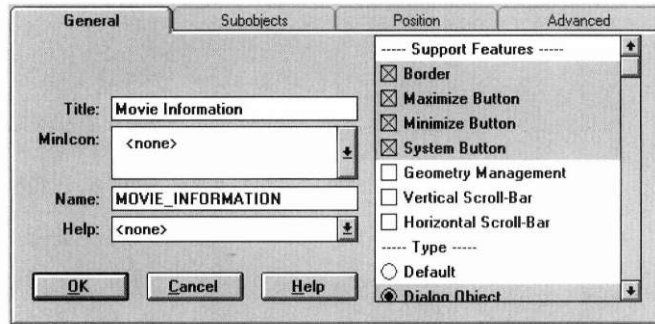 General Subobjects Position Advanced
----- Support Features -----
Border
Maximize Button
Minimize Button
System Button
Geometry Management
Vertical Scroll-Bar
Horizontal Scroll-Bar
----- Type -----
Default
Dialog Object
Title: Movie Information
MinIcon: <none>
Name: MOVIE_INFORMATION
Help: <none>
OK Cancel Help